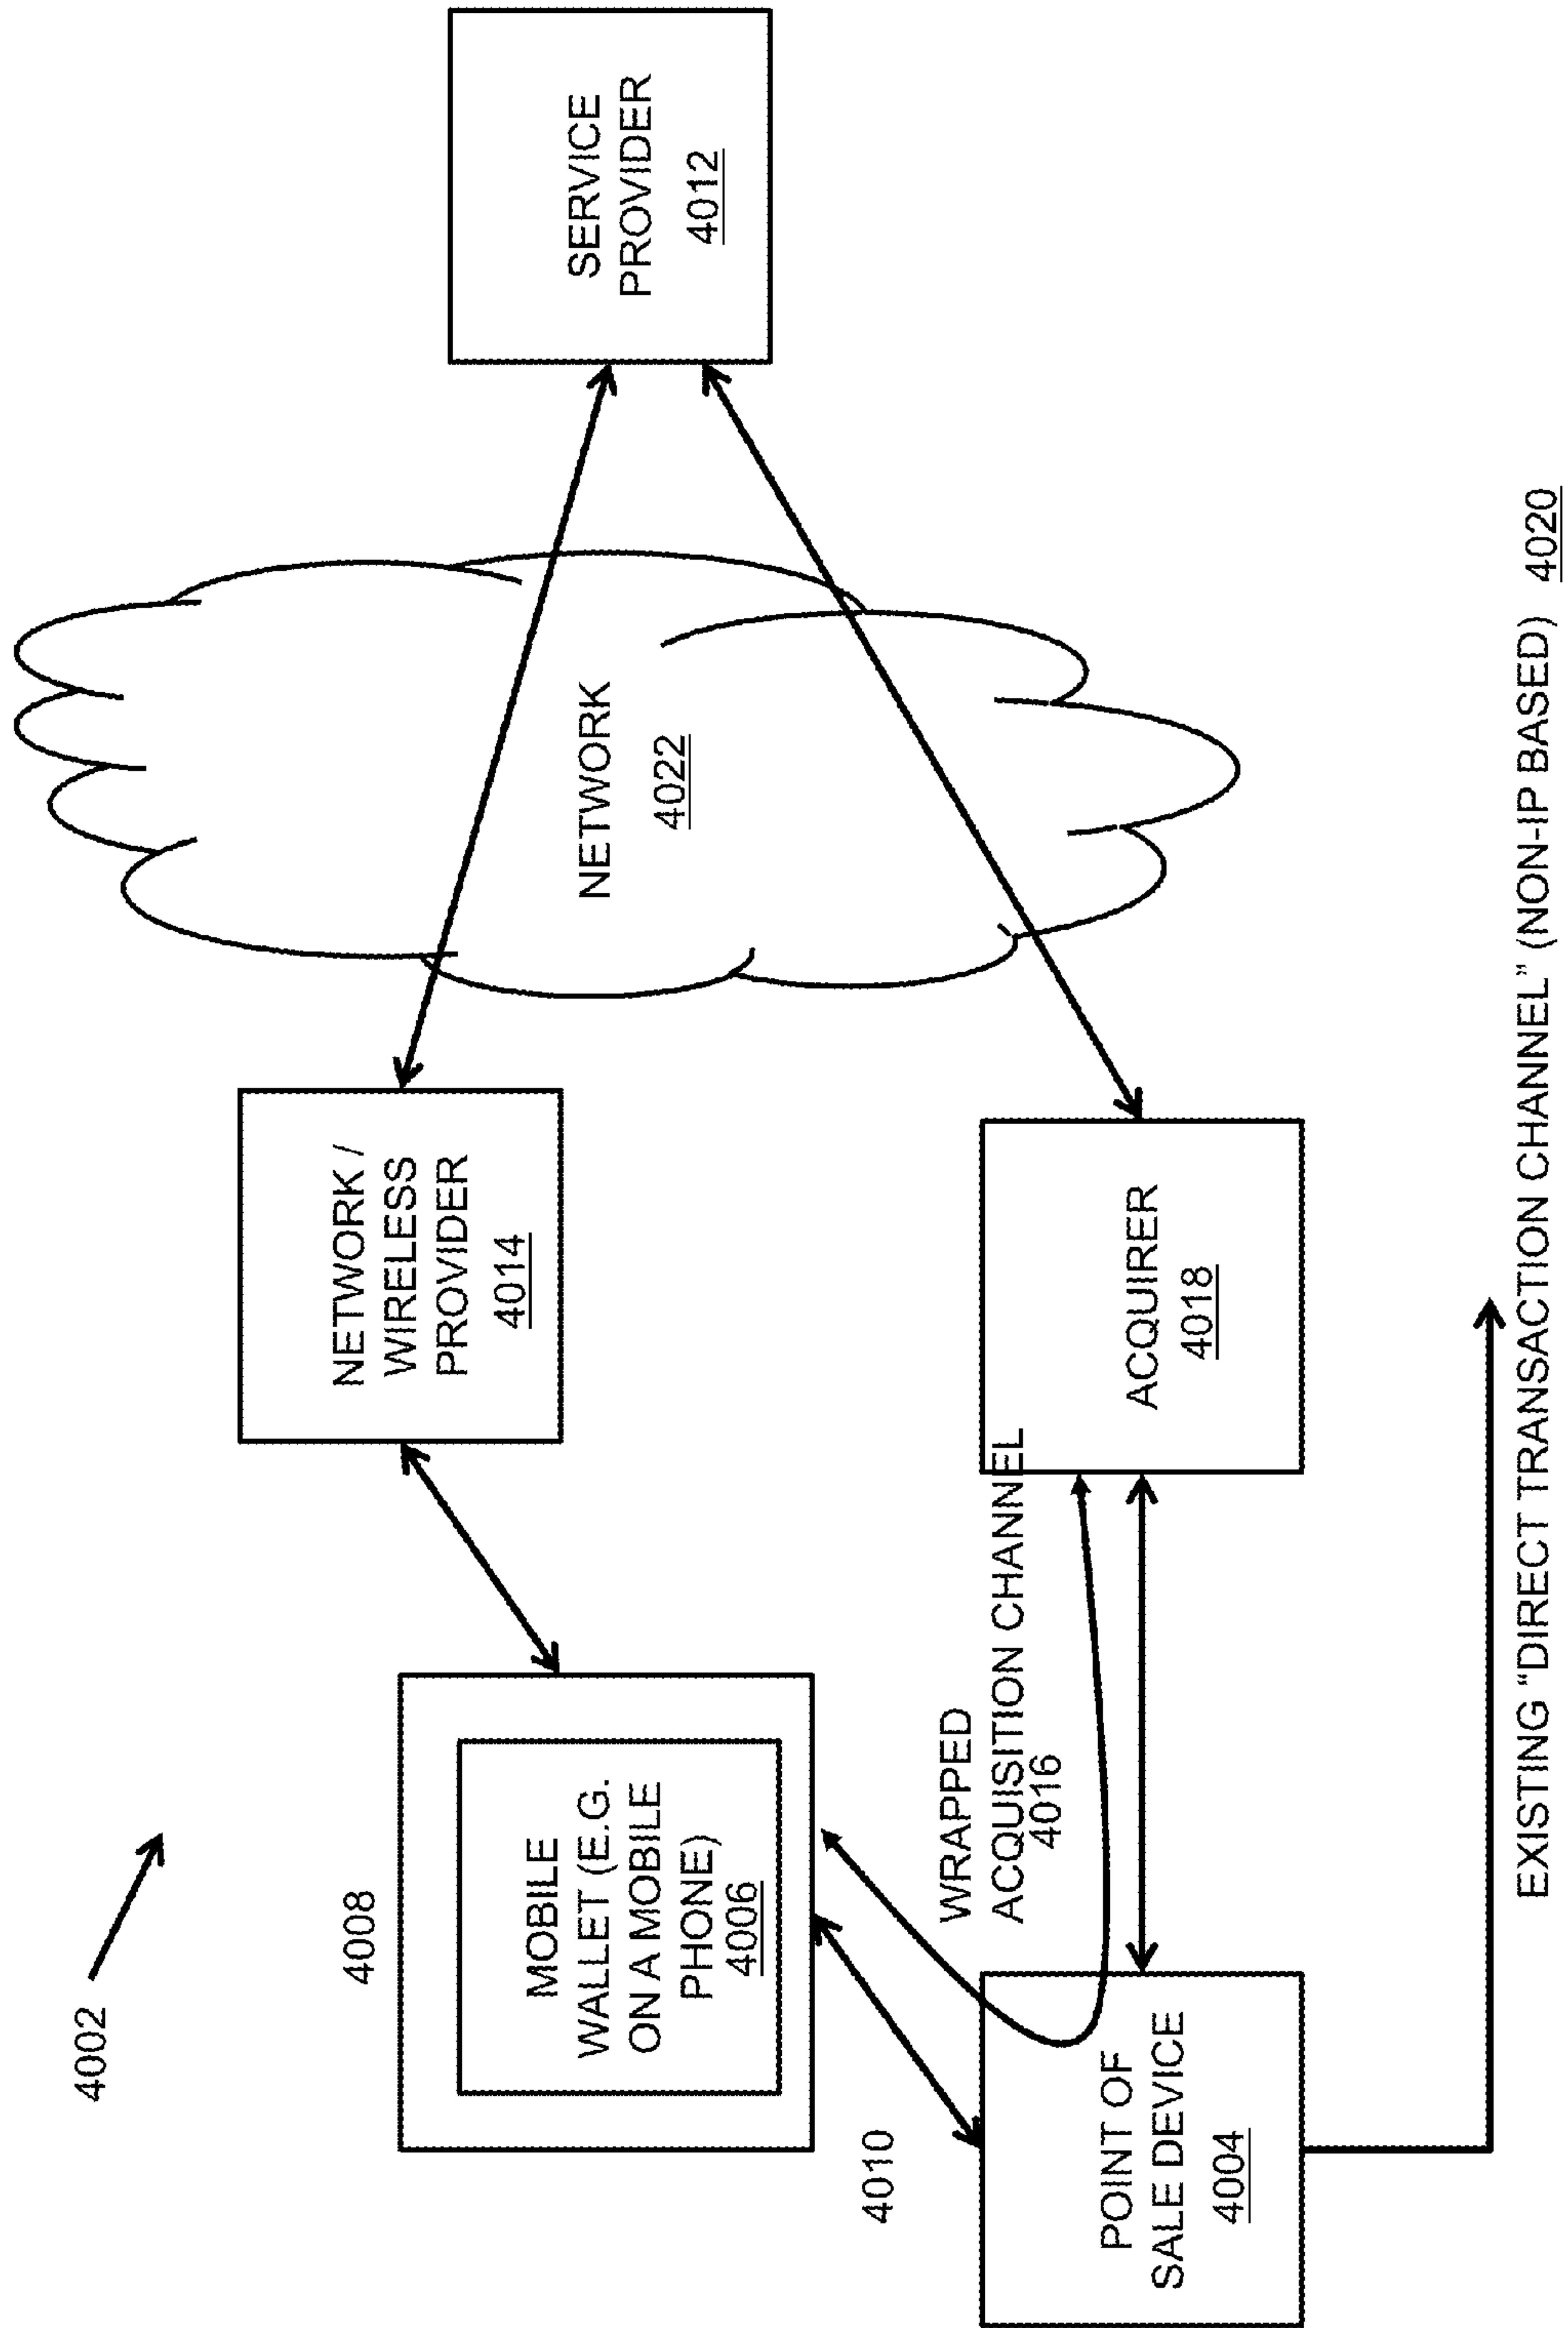 4002
4008
MOBILE
WALLET (E.G.
ON A MOBILE
PHONE)
4006
NETWORK /
WIRELESS
PROVIDER
4014
NETWORK
4022
SERVICE
PROVIDER
4012
4010
WRAPPED
ACQUISITION CHANNEL
4016
POINT OF
SALE DEVICE
4004
ACQUIRER
4018
EXISTING “DIRECT TRANSACTION CHANNEL” (NON-IP BASED) 4020